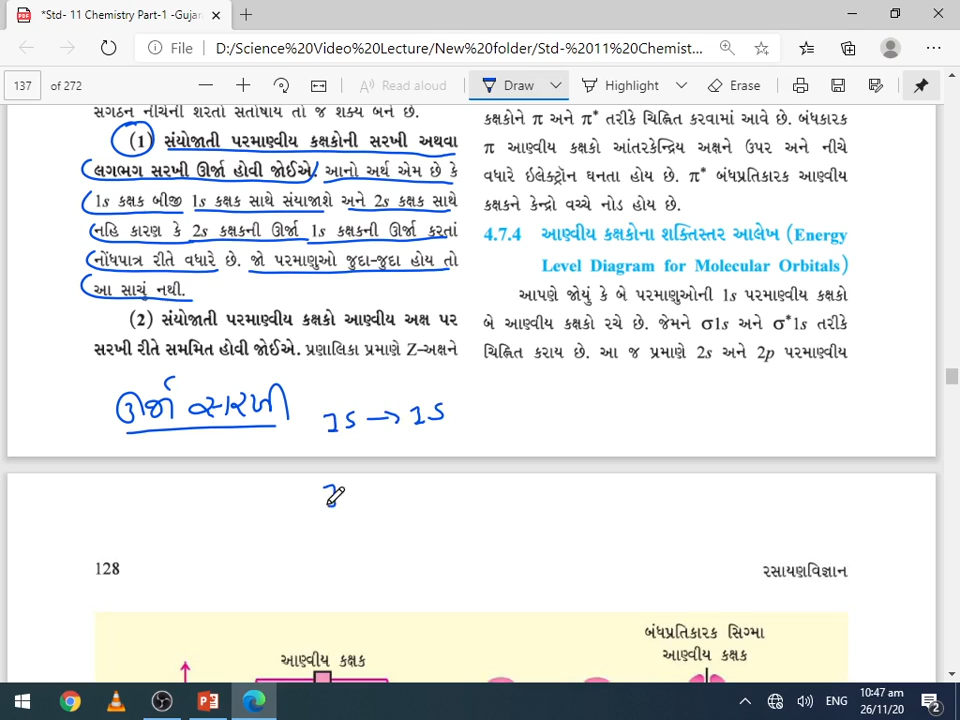 *Std- 11 Chemistry Part-1 -Gujar
File
D:/Science%20Video%20Lecture/New%20folder/Std-%2011%20Chemist...
137 of 272
Read aloud
Draw
Highlight
Erase
સંગઠન નીચેની શરતો સંતોષાય તો જ શક્ય બને છે.
(1) સંયોજાતી પરમાણ્વીય કક્ષકોની સરખી અથવા
લગભગ સરખી ઊર્જા હોવી જોઈએ. આનો અર્થ એમ છે કે
1s કક્ષક બીજી 1s કક્ષક સાથે સંયાજાશે અને 2s કક્ષક સાથે
નહિ કારણ કે 2s કક્ષકની ઊર્જા 1s કક્ષકની ઊર્જા કરતાં
નોંધપાત્ર રીતે વધારે છે. જો પરમાણુઓ જુદા-જુદા હોય તો
આ સાચું નથી.
(2) સંયોજાતી પરમાણ્વીય કક્ષકો આણ્વીય અક્ષ પર
સરખી રીતે સમમિત હોવી જોઈએ. પ્રણાલિકા પ્રમાણે Z-અક્ષને
ઊર્જા સરખી
1s → 1s
કક્ષકોને π અને π* તરીકે ચિહ્નિત કરવામાં આવે છે. બંધકારક
π આણ્વીય કક્ષકો આંતરકેન્દ્રિય અક્ષને ઉપર અને નીચે
વધારે ઇલેક્ટ્રૉન ઘનતા હોય છે. π* બંધપ્રતિકારક આણ્વીય
કક્ષકને કેન્દ્રો વચ્ચે નોડ હોય છે.
4.7.4 આણ્વીય કક્ષકોના શક્તિસ્તર આલેખ (Energy
Level Diagram for Molecular Orbitals)
આપણે જોયું કે બે પરમાણુઓની 1s પરમાણ્વીય કક્ષકો
બે આણ્વીય કક્ષકો રચે છે. જેમને σ1s અને σ*1s તરીકે
ચિહ્નિત કરાય છે. આ જ પ્રમાણે 2s અને 2p પરમાણ્વીય
128
રસાયણવિજ્ઞાન
આણ્વીય કક્ષક
બંધપ્રતિકારક સિગ્મા
આણ્વીય કક્ષક
ENG
10:47 am
26/11/20
2